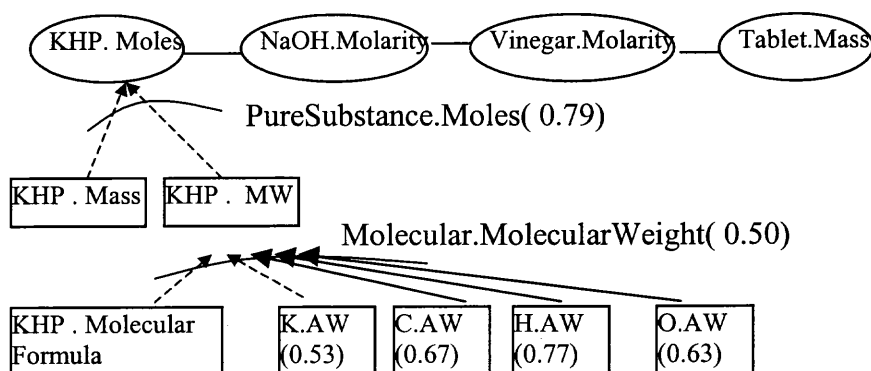 KHP. Moles NaOH.Molarity Vinegar.Molarity Tablet.Mass
PureSubstance.Moles( 0.79)
KHP . Mass KHP . MW
Molecular.MolecularWeight( 0.50)
KHP . Molecular K.AW C.AW H.AW O.AW
Formula (0.53) (0.67) (0.77) (0.63)